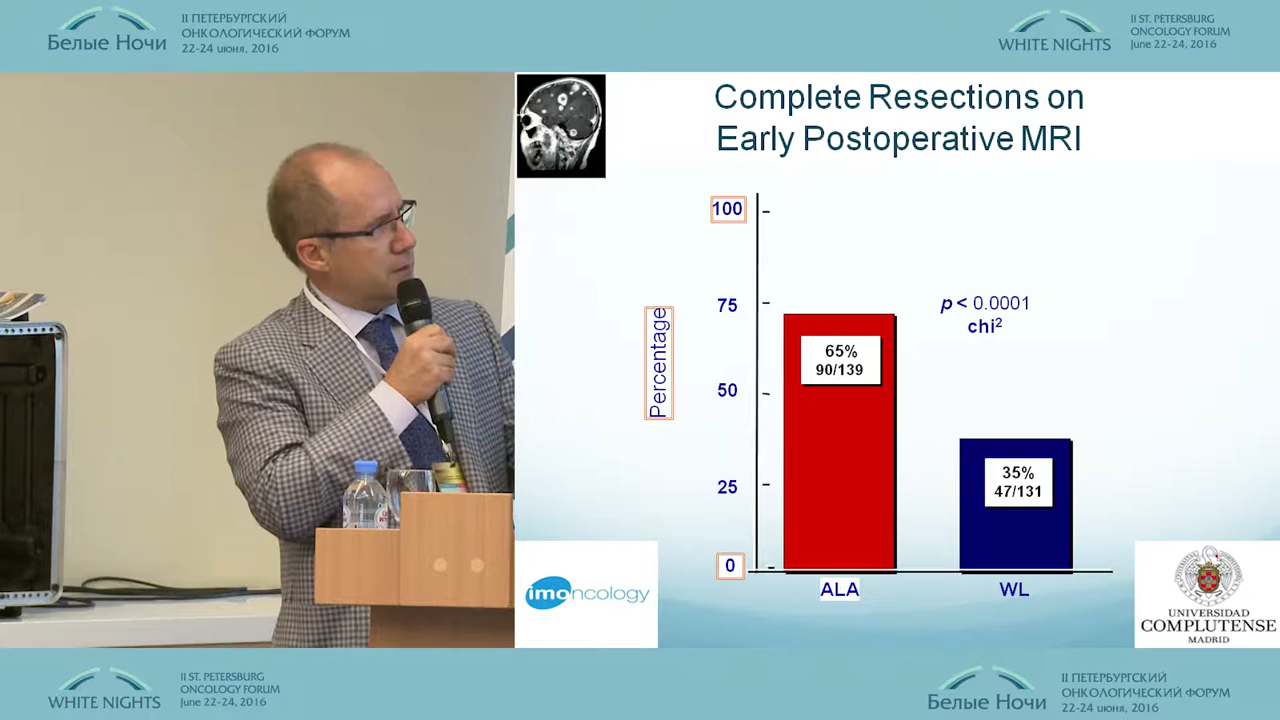 Белые Ночи
II ПЕТЕРБУРГСКИЙ
ОНКОЛОГИЧЕСКИЙ ФОРУМ
22-24 июня, 2016
WHITE NIGHTS
II ST. PETERSBURG
ONCOLOGY FORUM
June 22-24, 2016
Complete Resections on
Early Postoperative MRI
100
75
50
25
0
Percentage
p < 0.0001
chi²
65%
90/139
35%
47/131
ALA
WL
imoncology
UNIVERSIDAD
COMPLUTENSE
MADRID
WHITE NIGHTS
II ST. PETERSBURG
ONCOLOGY FORUM
June 22-24, 2016
Белые Ночи
II ПЕТЕРБУРГСКИЙ
ОНКОЛОГИЧЕСКИЙ ФОРУМ
22-24 июня, 2016